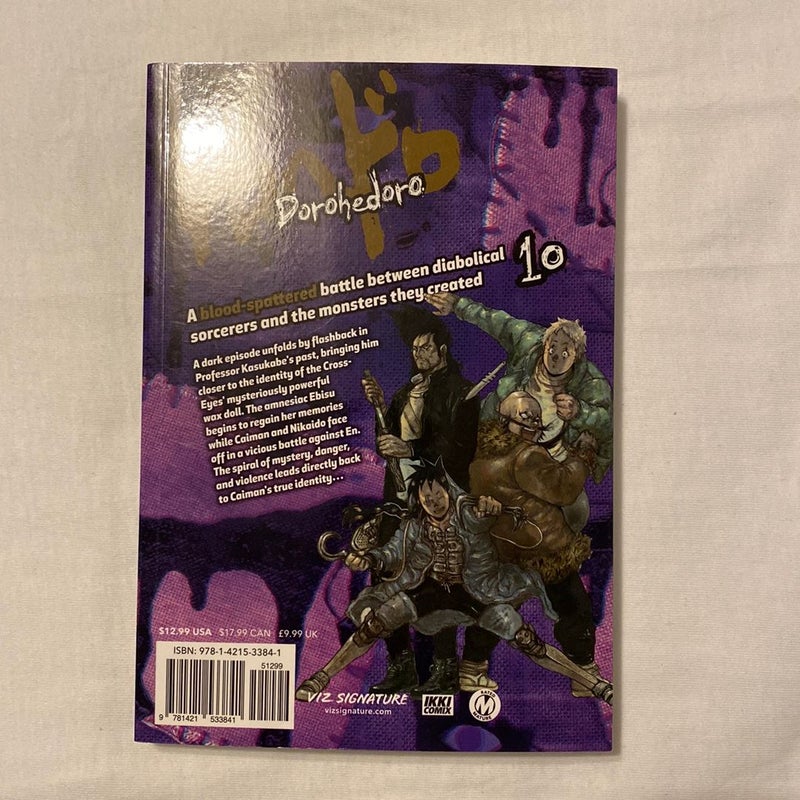 ドロヘドロ
Dorohedoro
10
A blood-spattered battle between diabolical
sorcerers and the monsters they created
A dark episode unfolds by flashback in
Professor Kasukabe's past, bringing him
closer to the identity of the Cross-
Eyes' mysteriously powerful
wax doll. The amnesiac Ebisu
begins to regain her memories
while Caiman and Nikaido face
off in a vicious battle against En.
The spiral of mystery, danger,
and violence leads directly back
to Caiman's true identity...
$12.99 USA $17.99 CAN £9.99 UK
ISBN: 978-1-4215-3384-1
51299
9 781421 533841
VIZ SIGNATURE
vizsignature.com
IKKI
COMIX
RATED
M
MATURE